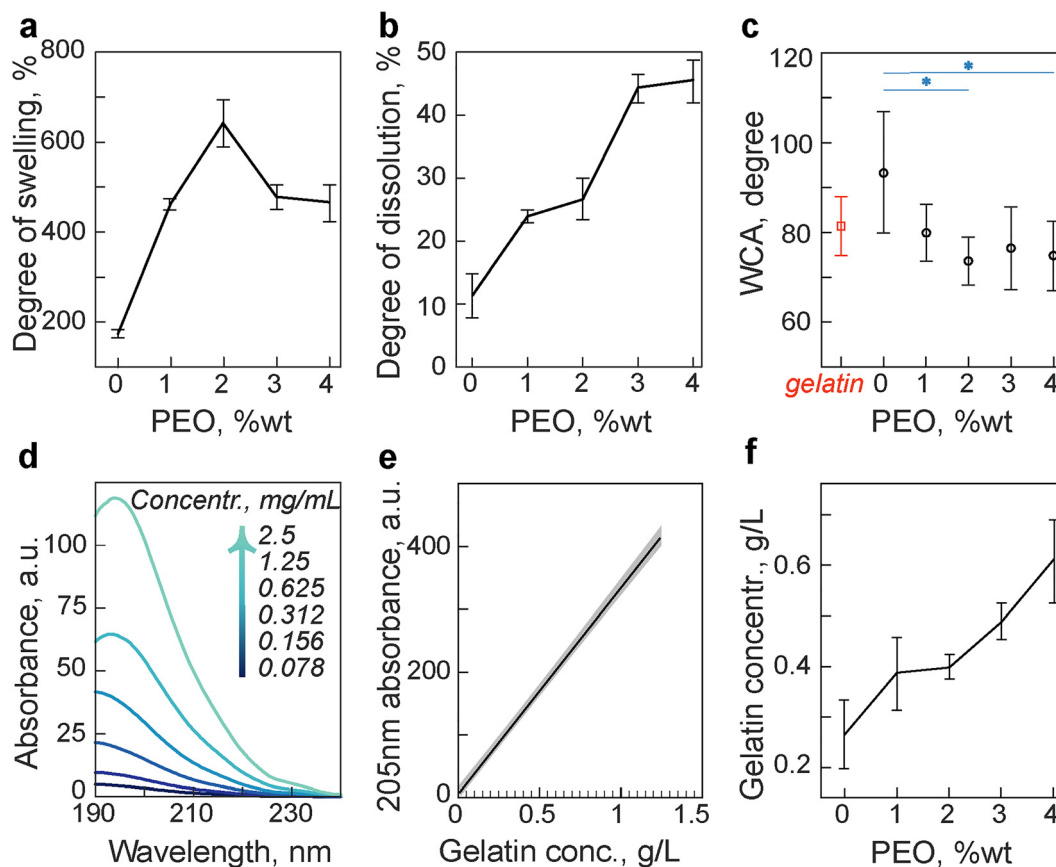 a
Degree of swelling, %
800
600
400
200
0 1 2 3 4
PEO, %wt
b
Degree of dissolution, %
50
40
30
20
10
0
0 1 2 3 4
PEO, %wt
c
WCA, degree
120
100
80
60
*
*
gelatin 0 1 2 3 4
PEO, %wt
d
Absorbance, a.u.
100
75
50
25
0
Concentr., mg/mL
2.5
1.25
0.625
0.312
0.156
0.078
190 210 230
Wavelength, nm
e
205nm absorbance, a.u.
400
200
0
0 0.5 1 1.5
Gelatin conc., g/L
f
Gelatin concentr., g/L
0.6
0.4
0.2
0 1 2 3 4
PEO, %wt